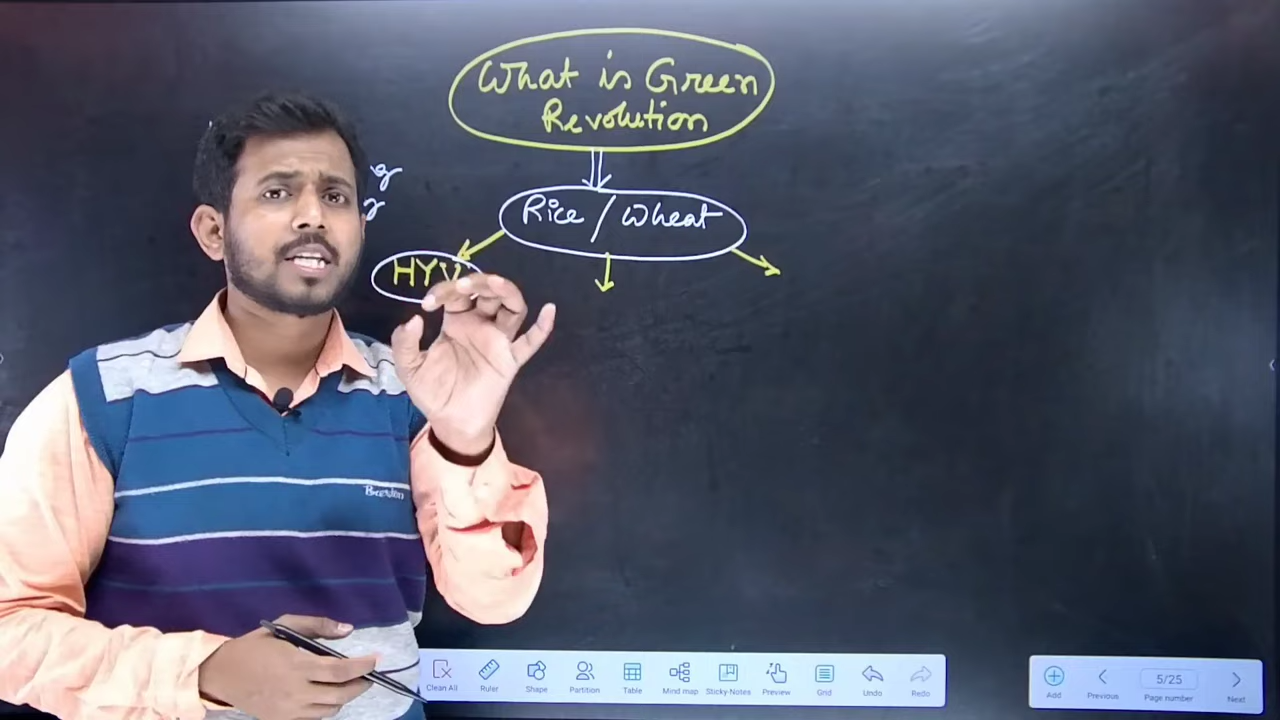 What is Green
Revolution
Rice / Wheat
HYV
Clean All
Ruler
Shape
Partition
Table
Mind map
Sticky-Notes
Preview
Grid
Undo
Redo
Add
Previous
5/25
Page number
Next